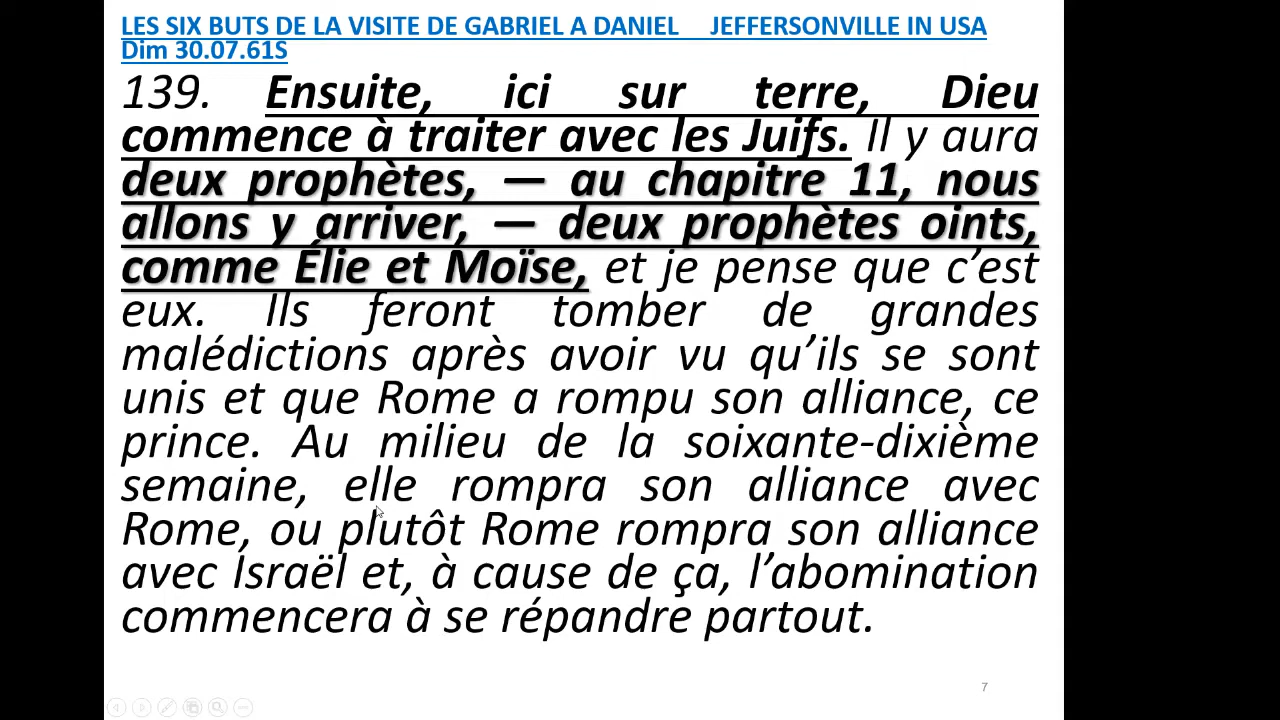 LES SIX BUTS DE LA VISITE DE GABRIEL A DANIEL JEFFERSONVILLE IN USA
Dim 30.07.61S
139. Ensuite, ici sur terre, Dieu
commence à traiter avec les Juifs. Il y aura
deux prophètes, — au chapitre 11, nous
allons y arriver, — deux prophètes oints,
comme Élie et Moïse, et je pense que c’est
eux. Ils feront tomber de grandes
malédictions après avoir vu qu’ils se sont
unis et que Rome a rompu son alliance, ce
prince. Au milieu de la soixante-dixième
semaine, elle rompra son alliance avec
Rome, ou plutôt Rome rompra son alliance
avec Israël et, à cause de ça, l’abomination
commencera à se répandre partout.
7